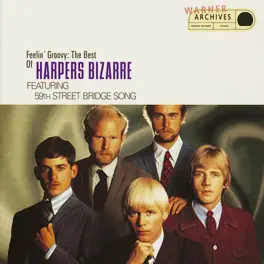 WARNER
ARCHIVES
Feelin' Groovy: The Best
Of HARPERS BIZARRE
FEATURING
59TH STREET BRIDGE SONG